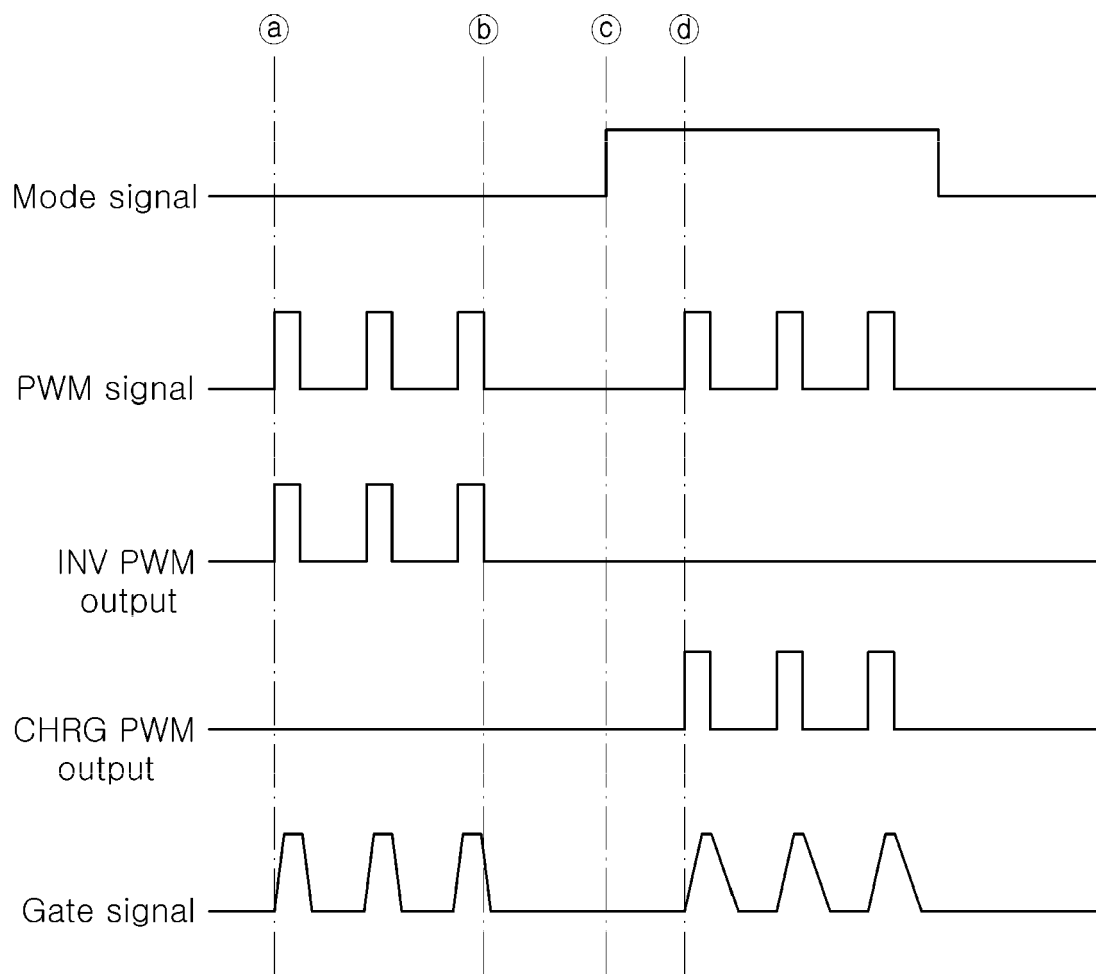 ⓐ ⓑ ⓒ ⓓ
Mode signal
PWM signal
INV PWM
output
CHRG PWM
output
Gate signal